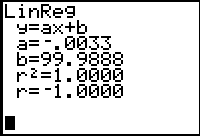 LinReg
y=ax+b
a=-.0033
b=99.9888
r²=1.0000
r=-1.0000